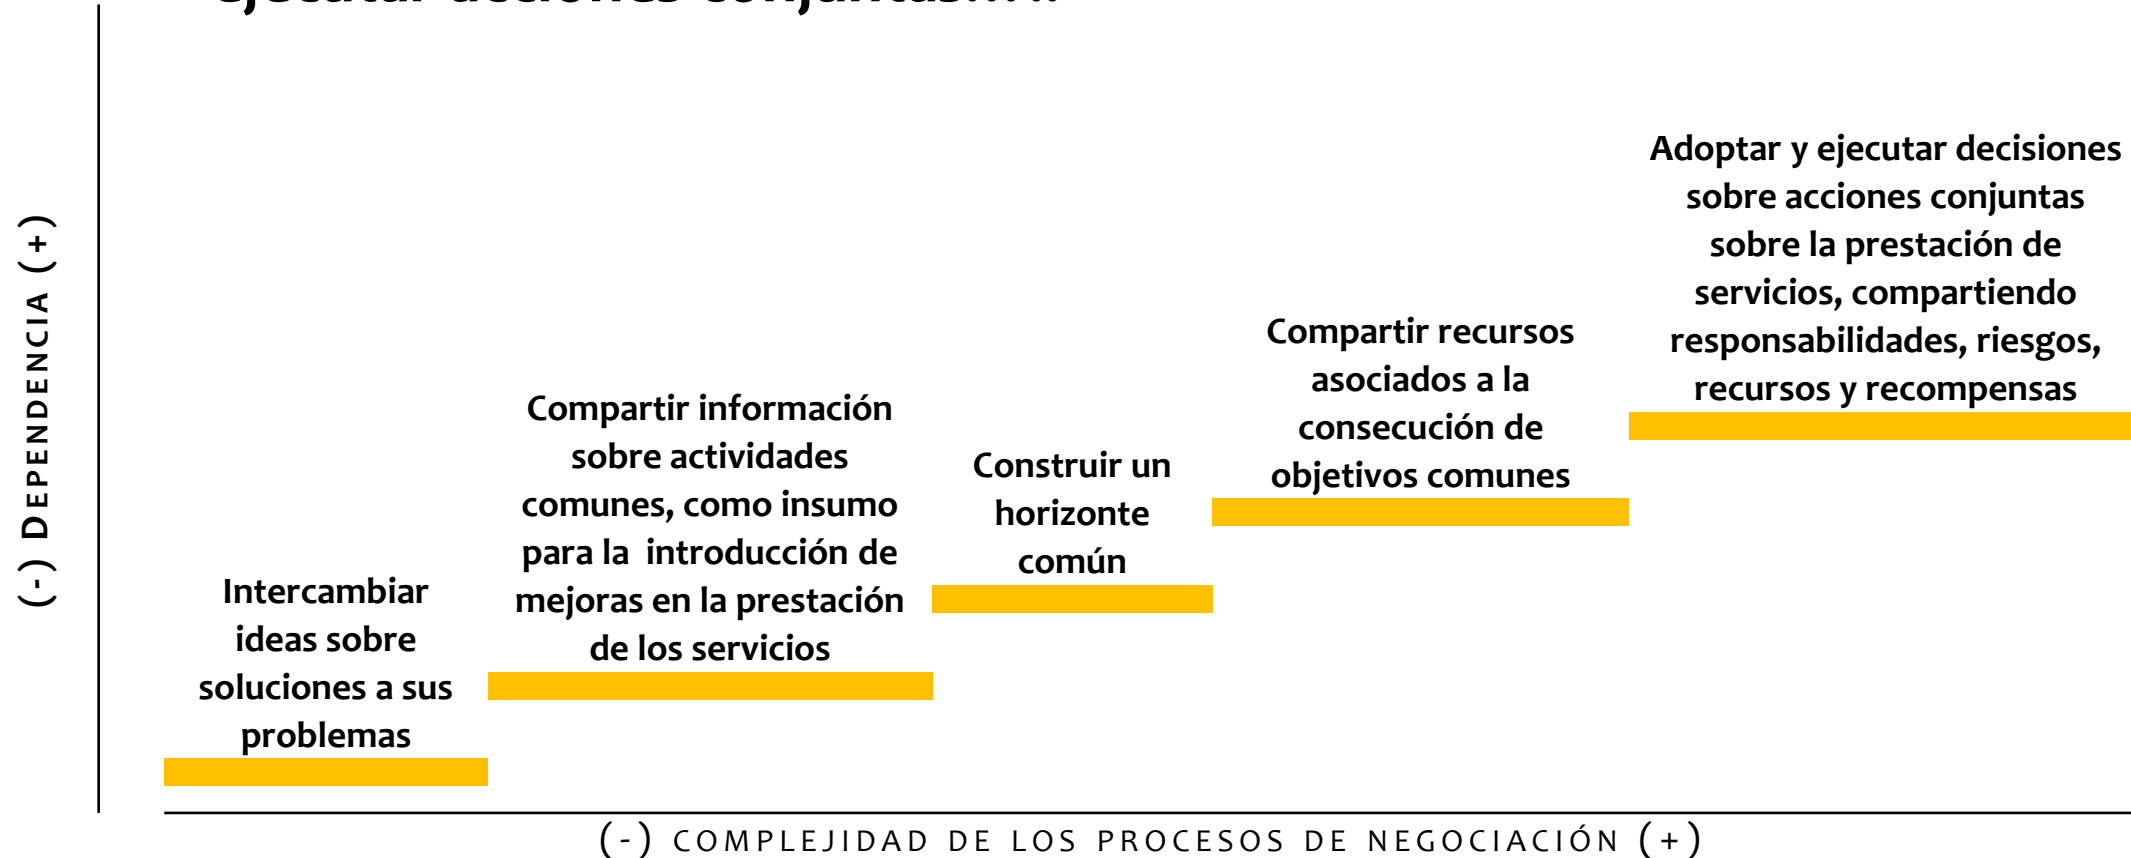 ejecutar acciones conjuntas.....
(-) DEPENDENCIA (+)
Intercambiar
ideas sobre
soluciones a sus
problemas
Compartir información
sobre actividades
comunes, como insumo
para la introducción de
mejoras en la prestación
de los servicios
Construir un
horizonte
común
Compartir recursos
asociados a la
consecución de
objetivos comunes
Adoptar y ejecutar decisiones
sobre acciones conjuntas
sobre la prestación de
servicios, compartiendo
responsabilidades, riesgos,
recursos y recompensas
(-) COMPLEJIDAD DE LOS PROCESOS DE NEGOCIACIÓN (+)